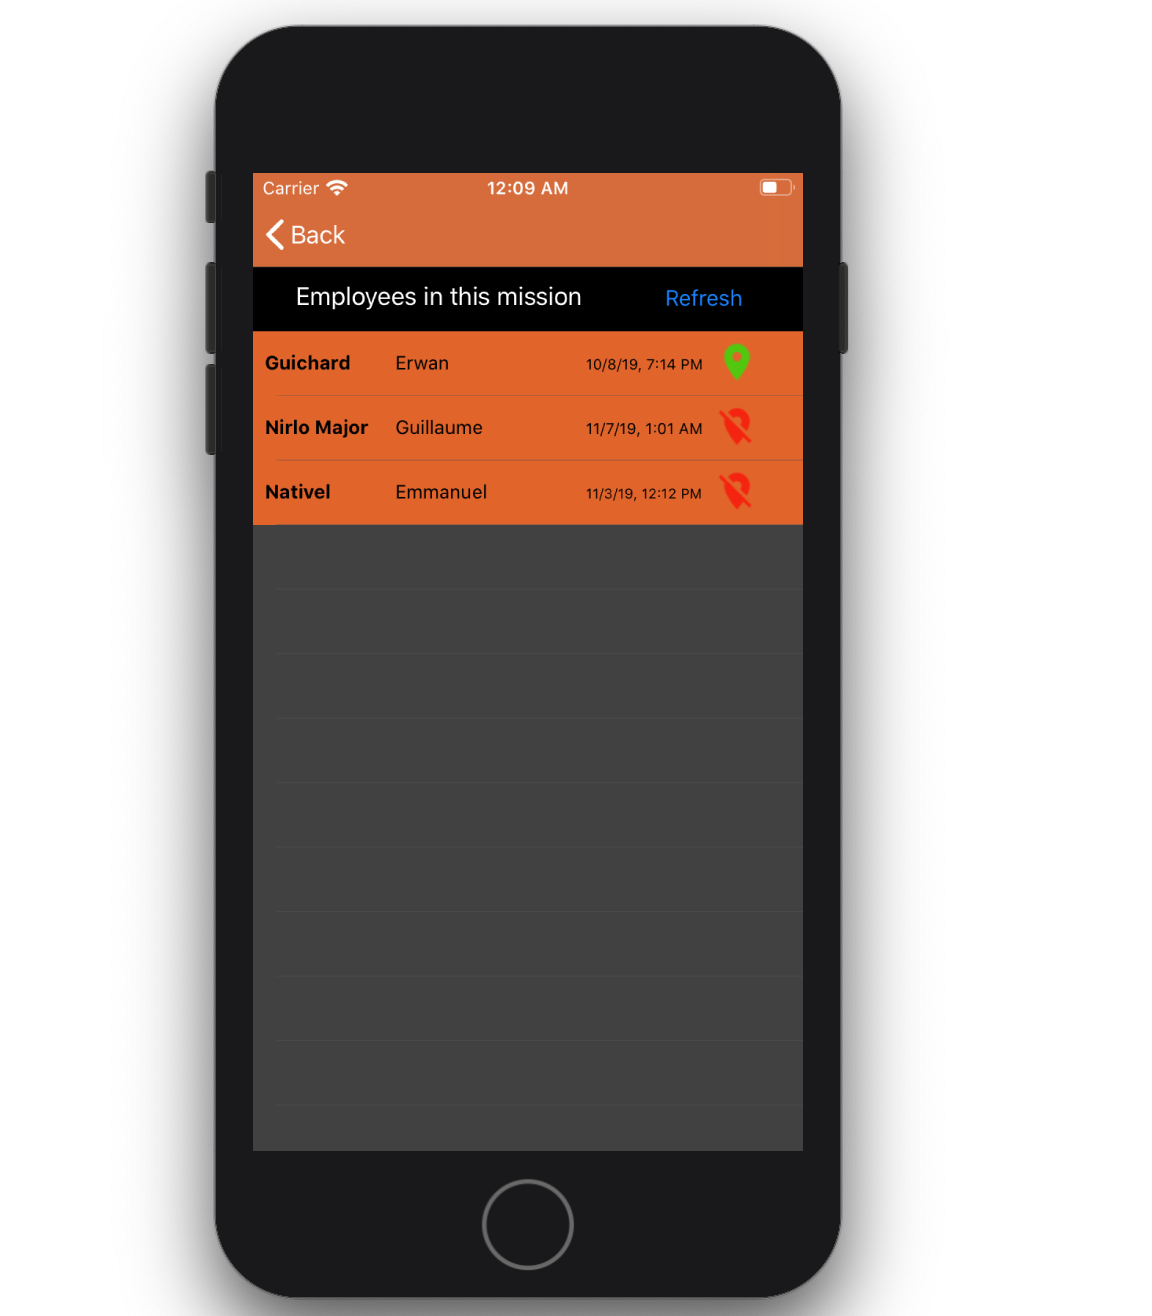 Carrier 12:09 AM
Back
Employees in this mission Refresh
Guichard Erwan 10/8/19, 7:14 PM
Nirlo Major Guillaume 11/7/19, 1:01 AM
Nativel Emmanuel 11/3/19, 12:12 PM